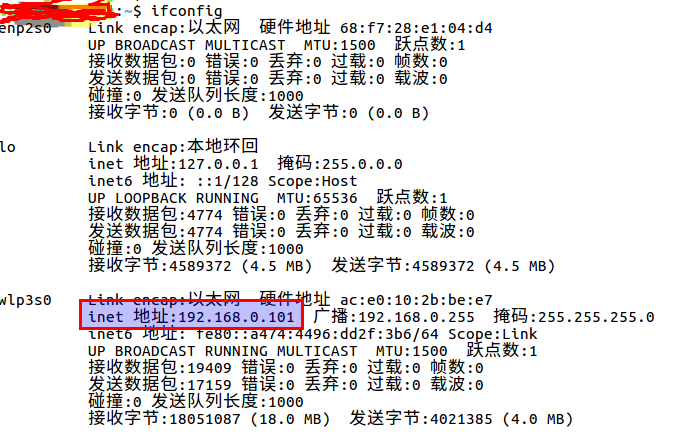 :~$ ifconfig
enp2s0 Link encap:以太网 硬件地址 68:f7:28:e1:04:d4
UP BROADCAST MULTICAST MTU:1500 跃点数:1
接收数据包:0 错误:0 丢弃:0 过载:0 帧数:0
发送数据包:0 错误:0 丢弃:0 过载:0 载波:0
碰撞:0 发送队列长度:1000
接收字节:0 (0.0 B) 发送字节:0 (0.0 B)
lo Link encap:本地环回
inet 地址:127.0.0.1 掩码:255.0.0.0
inet6 地址: ::1/128 Scope:Host
UP LOOPBACK RUNNING MTU:65536 跃点数:1
接收数据包:4774 错误:0 丢弃:0 过载:0 帧数:0
发送数据包:4774 错误:0 丢弃:0 过载:0 载波:0
碰撞:0 发送队列长度:1000
接收字节:4589372 (4.5 MB) 发送字节:4589372 (4.5 MB)
wlp3s0 Link encap:以太网 硬件地址 ac:e0:10:2b:be:e7
inet 地址:192.168.0.101 广播:192.168.0.255 掩码:255.255.255.0
inet6 地址: fe80::a474:4496:dd2f:3b6/64 Scope:Link
UP BROADCAST RUNNING MULTICAST MTU:1500 跃点数:1
接收数据包:19409 错误:0 丢弃:0 过载:0 帧数:0
发送数据包:17159 错误:0 丢弃:0 过载:0 载波:0
碰撞:0 发送队列长度:1000
接收字节:18051087 (18.0 MB) 发送字节:4021385 (4.0 MB)